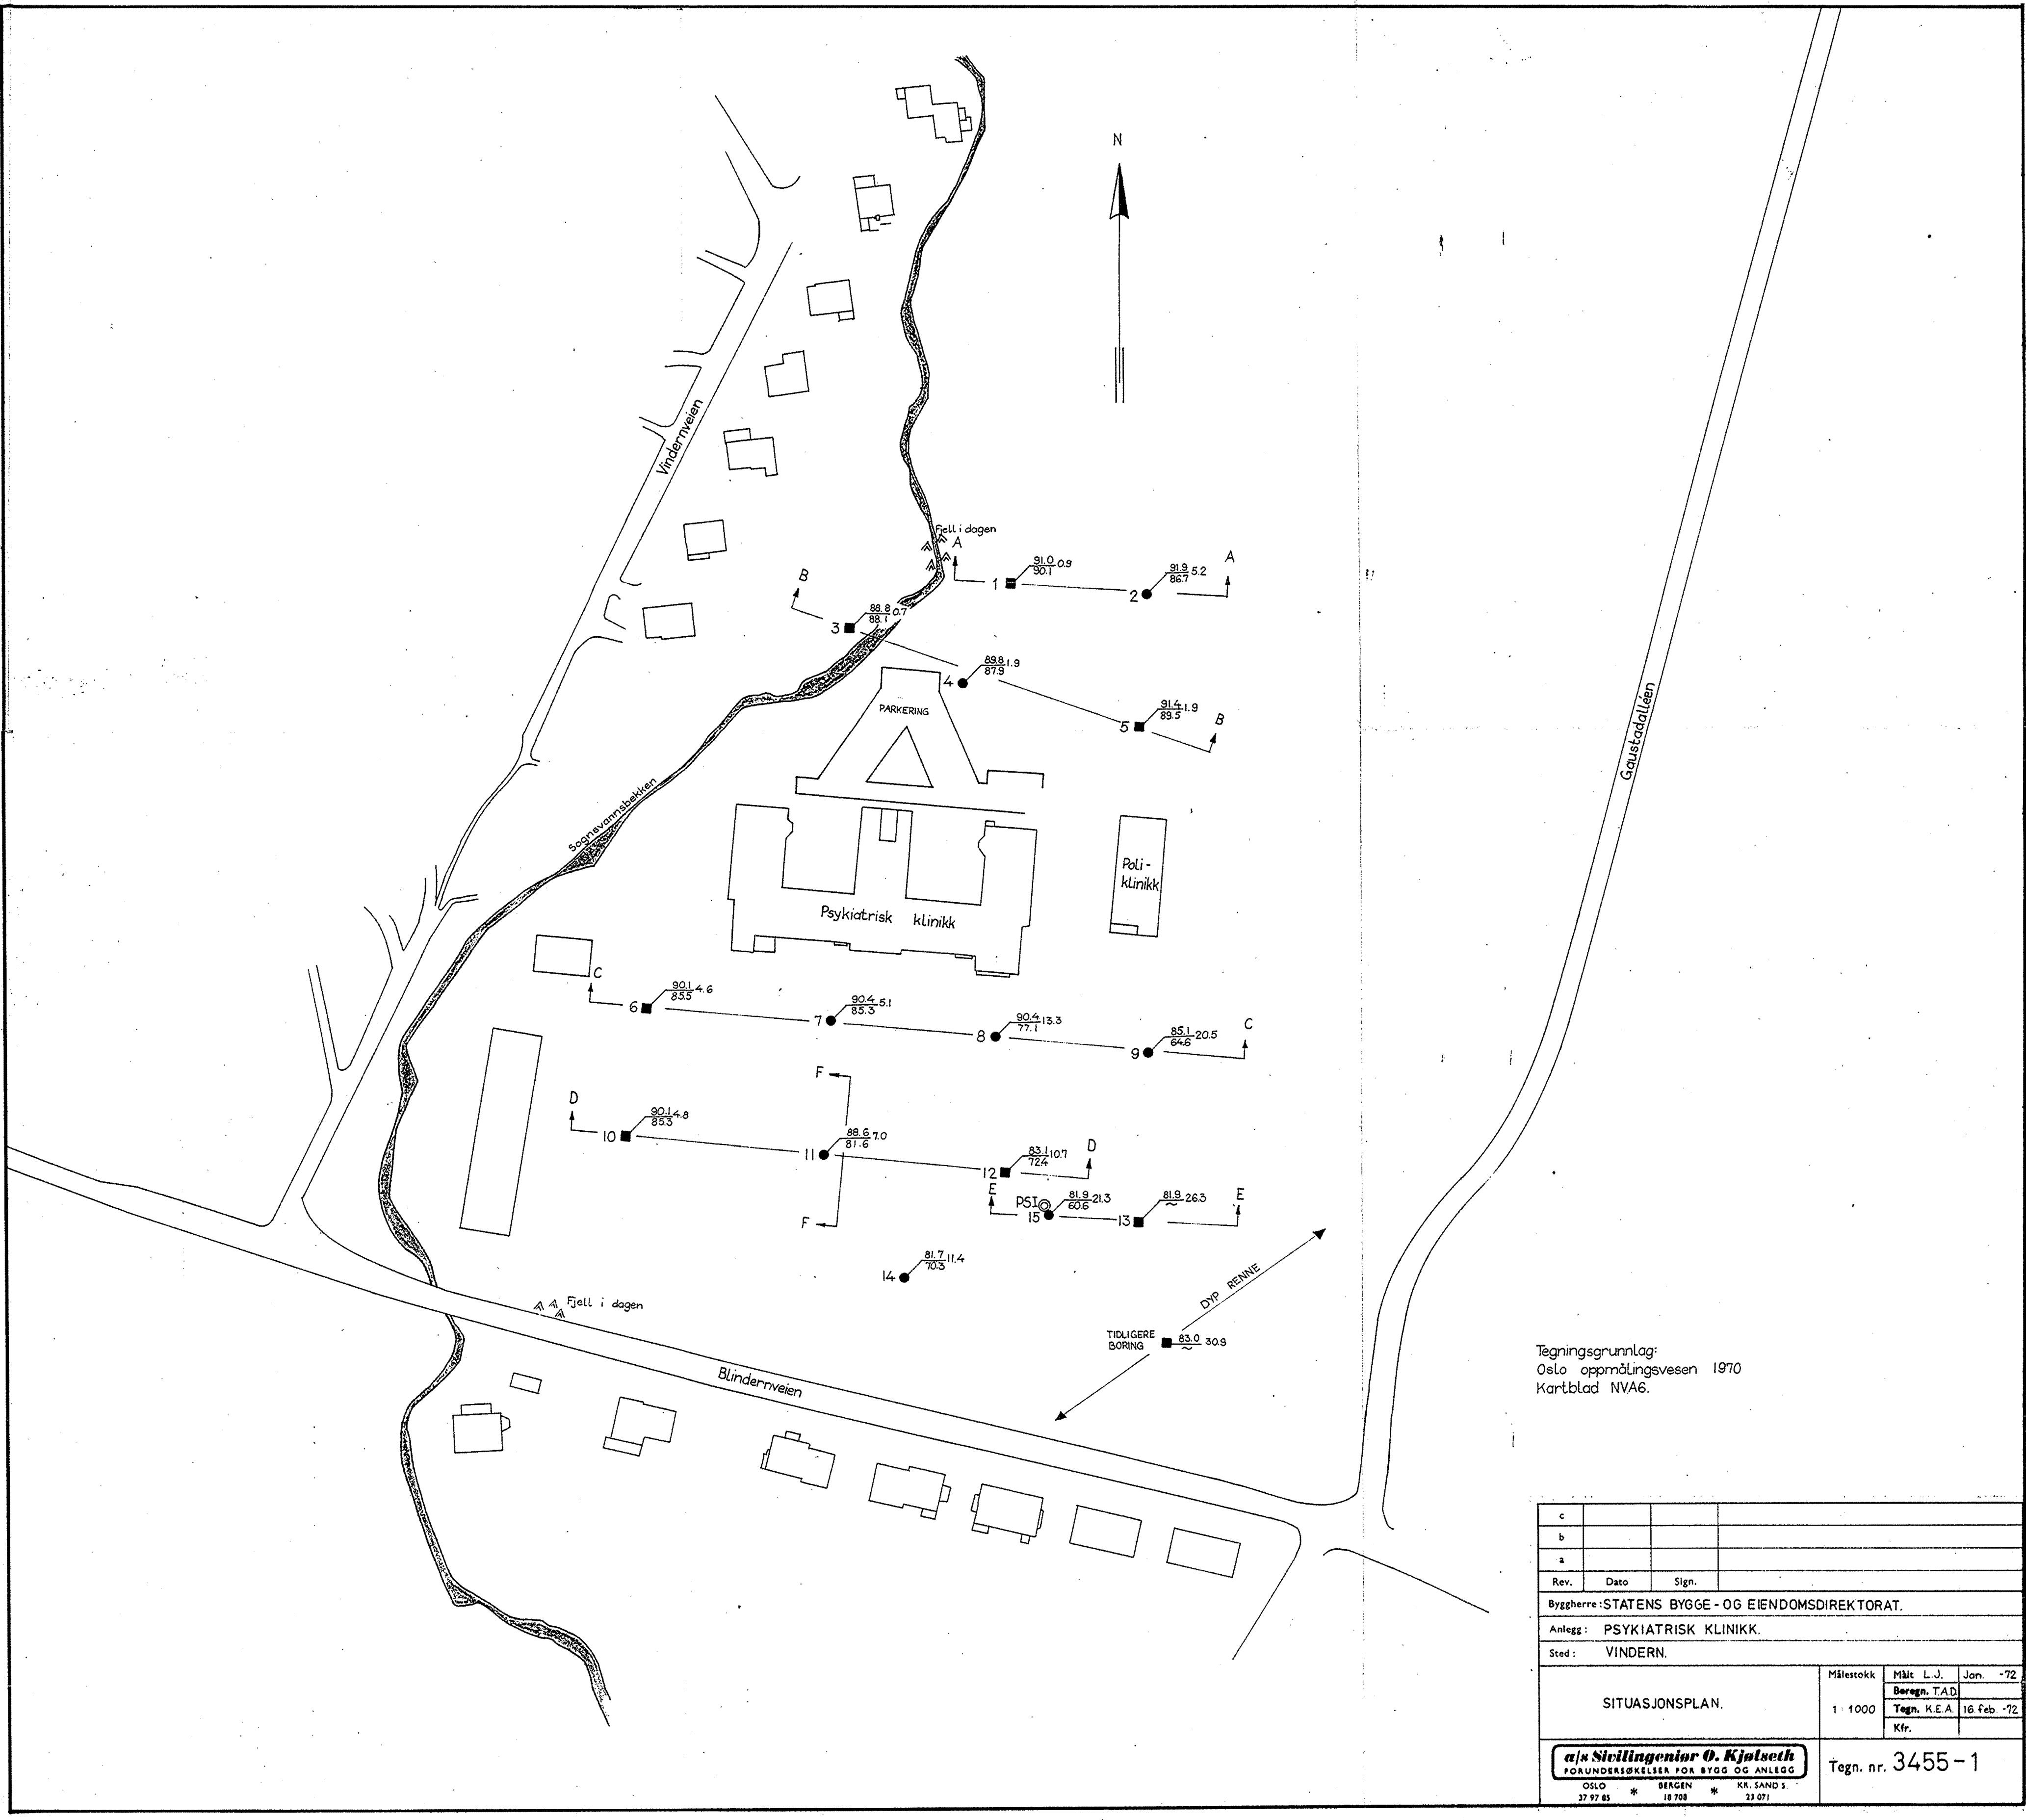 N
Vindernveien
Fjell i dagen
A
A
1
91.0 0.9
90.1
2
91.9 5.2
86.7
B
3
88.8 0.7
88.1
4
89.8 1.9
87.9
5
91.4 1.9
89.5
B
PARKERING
Gaustadalléen
Sognsvannsbekken
Poli-
klinikk
Psykiatrisk klinikk
C
6
90.1 4.6
85.5
7
90.4 5.1
85.3
8
90.4 13.3
77.1
9
85.1 20.5
64.6
C
F
D
10
90.1 4.8
85.3
11
88.6 7.0
81.6
12
83.1 10.7
72.4
D
E
PSI
15
81.9 21.3
60.6
13
81.9 26.3
~
E
F
14
81.7 11.4
70.3
DYP RENNE
Fjell i dagen
TIDLIGERE
BORING
83.0 30.9
~
Blindernveien
Tegningsgrunnlag:
Oslo oppmålingsvesen 1970
Kartblad NVA6.
c
b
a
Rev. Dato Sign.
Byggherre: STATENS BYGGE- OG EIENDOMSDIREKTORAT.
Anlegg: PSYKIATRISK KLINIKK.
Sted: VINDERN.
SITUASJONSPLAN.
Målestokk
1:1000
Målt L.J. Jan. -72
Beregn. T.A.D.
Tegn. K.E.A. 16. feb. -72
Kfr.
a/s Sivilingeniør O. Kjølseth
FORUNDERSØKELSER FOR BYGG OG ANLEGG
OSLO * BERGEN * KR. SAND S.
37 97 85 18 708 23 071
Tegn. nr. 3455-1